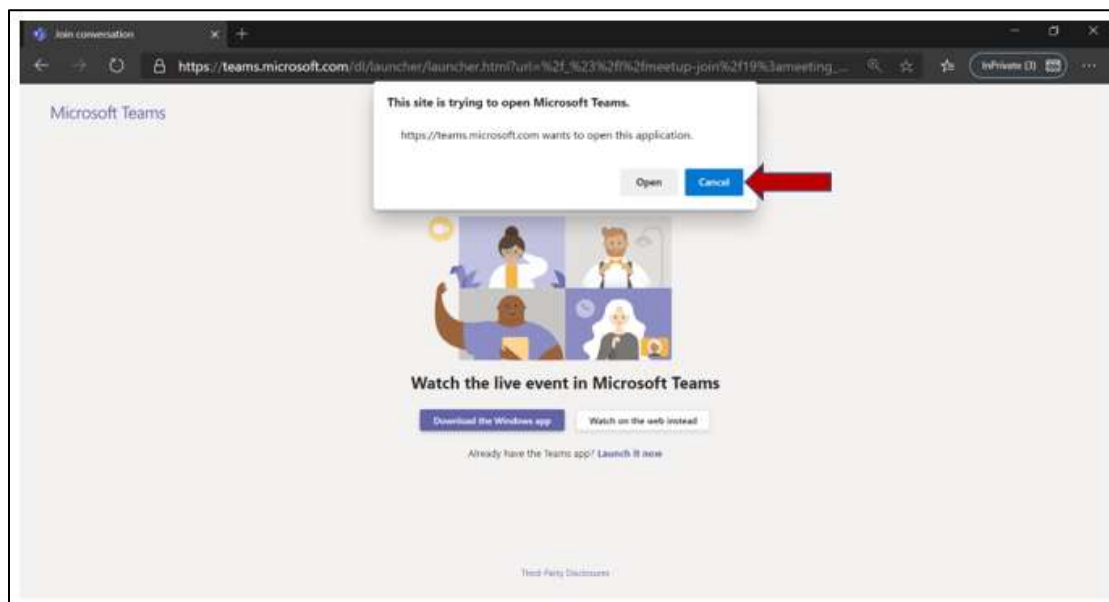 Join conversation
https://teams.microsoft.com/dl/launcher/launcher.html?url=%2f_%23%2fl%2fmeetup-join%2f19%3ameeting_...
InPrivate (3)
Microsoft Teams
This site is trying to open Microsoft Teams.
https://teams.microsoft.com wants to open this application.
Open
Cancel
Watch the live event in Microsoft Teams
Download the Windows app
Watch on the web instead
Already have the Teams app? Launch it now
Third-Party Disclosures